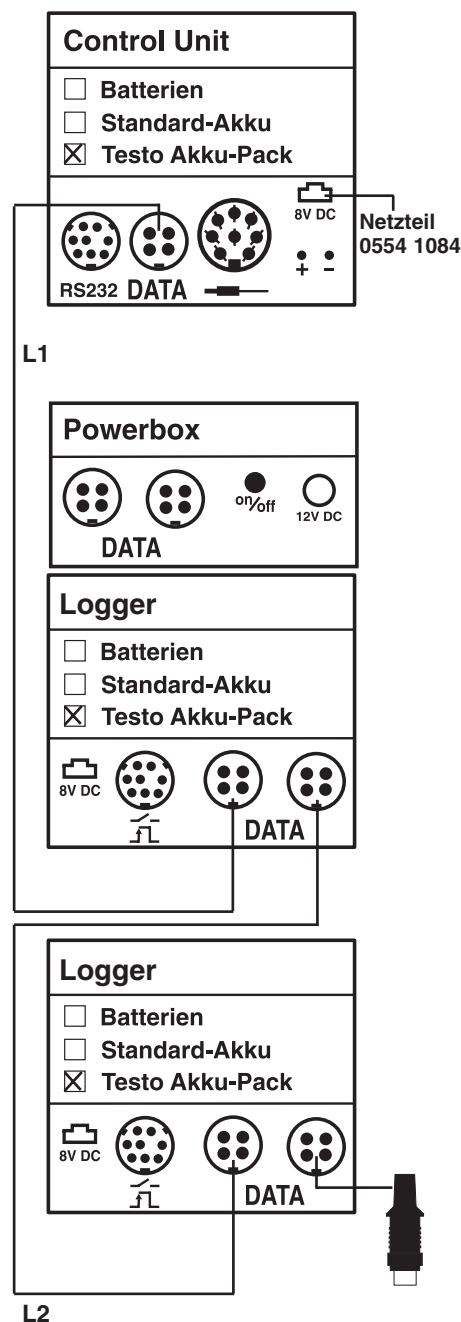 Control Unit
Batterien
Standard-Akku
Testo Akku-Pack
8V DC
Netzteil
0554 1084
+ -
RS232 DATA
L1
Powerbox
on/off
12V DC
DATA
Logger
Batterien
Standard-Akku
Testo Akku-Pack
8V DC
DATA
Logger
Batterien
Standard-Akku
Testo Akku-Pack
8V DC
DATA
L2